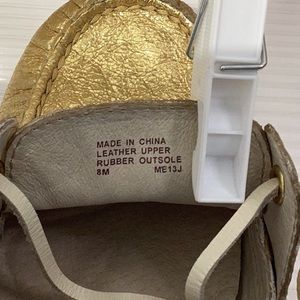 MADE IN CHINA
LEATHER UPPER
RUBBER OUTSOLE
8M ME13J